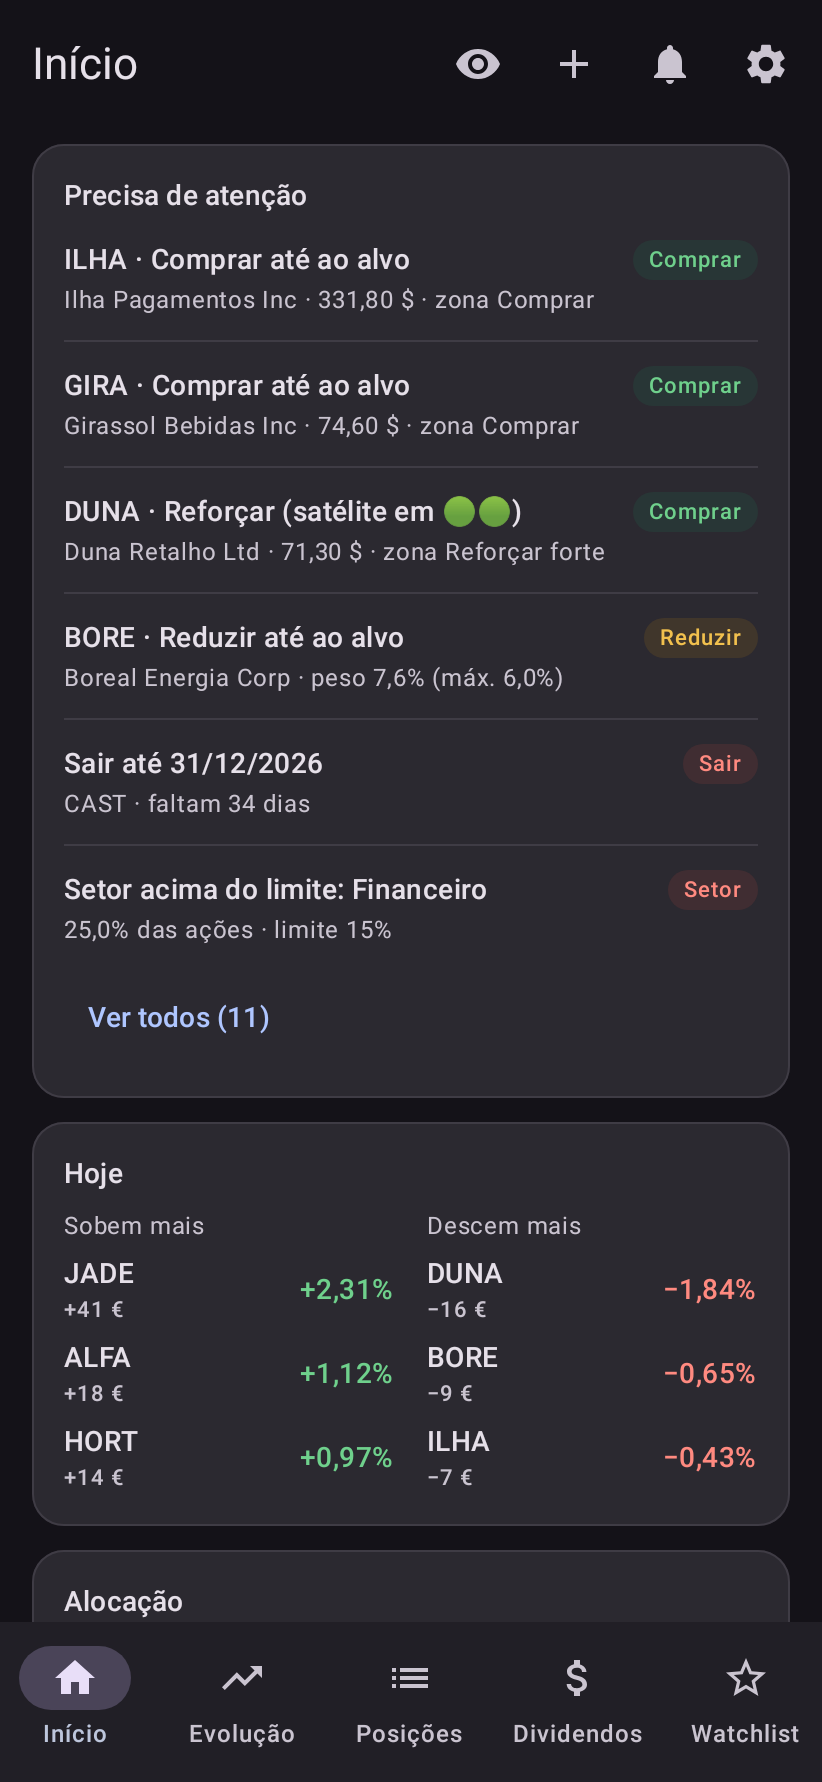 Início
Precisa de atenção
ILHA · Comprar até ao alvo
Comprar
Ilha Pagamentos Inc · 331,80 $ · zona Comprar
GIRA · Comprar até ao alvo
Comprar
Girassol Bebidas Inc · 74,60 $ · zona Comprar
DUNA · Reforçar (satélite em 🟢🟢)
Comprar
Duna Retalho Ltd · 71,30 $ · zona Reforçar forte
BORE · Reduzir até ao alvo
Reduzir
Boreal Energia Corp · peso 7,6% (máx. 6,0%)
Sair até 31/12/2026
Sair
CAST · faltam 34 dias
Setor acima do limite: Financeiro
Setor
25,0% das ações · limite 15%
Ver todos (11)
Hoje
Sobem mais
JADE
+41 €
+2,31%
ALFA
+18 €
+1,12%
HORT
+14 €
+0,97%
Descem mais
DUNA
−16 €
−1,84%
BORE
−9 €
−0,65%
ILHA
−7 €
−0,43%
Alocação
Início
Evolução
Posições
Dividendos
Watchlist